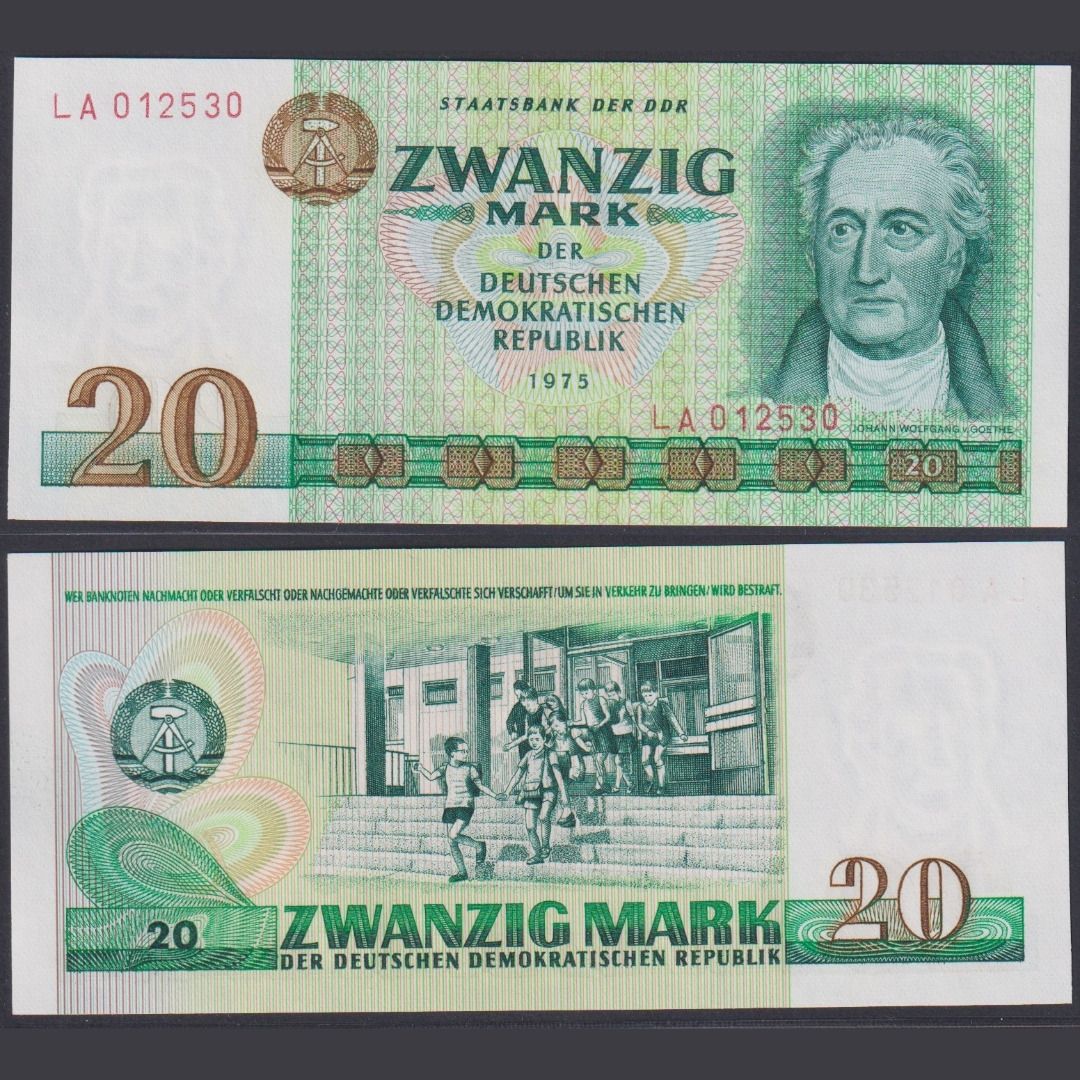 LA 012530
STAATSBANK DER DDR
ZWANZIG
MARK
DER
DEUTSCHEN
DEMOKRATISCHEN
REPUBLIK
1975
LA 012530
JOHANN WOLFGANG v. GOETHE
20
20
WER BANKNOTEN NACHMACHT ODER VERFÄLSCHT ODER NACHGEMACHTE ODER VERFÄLSCHTE SICH VERSCHAFFT/UM SIE IN VERKEHR ZU BRINGEN/WIRD BESTRAFT.
20
ZWANZIG MARK
DER DEUTSCHEN DEMOKRATISCHEN REPUBLIK
20